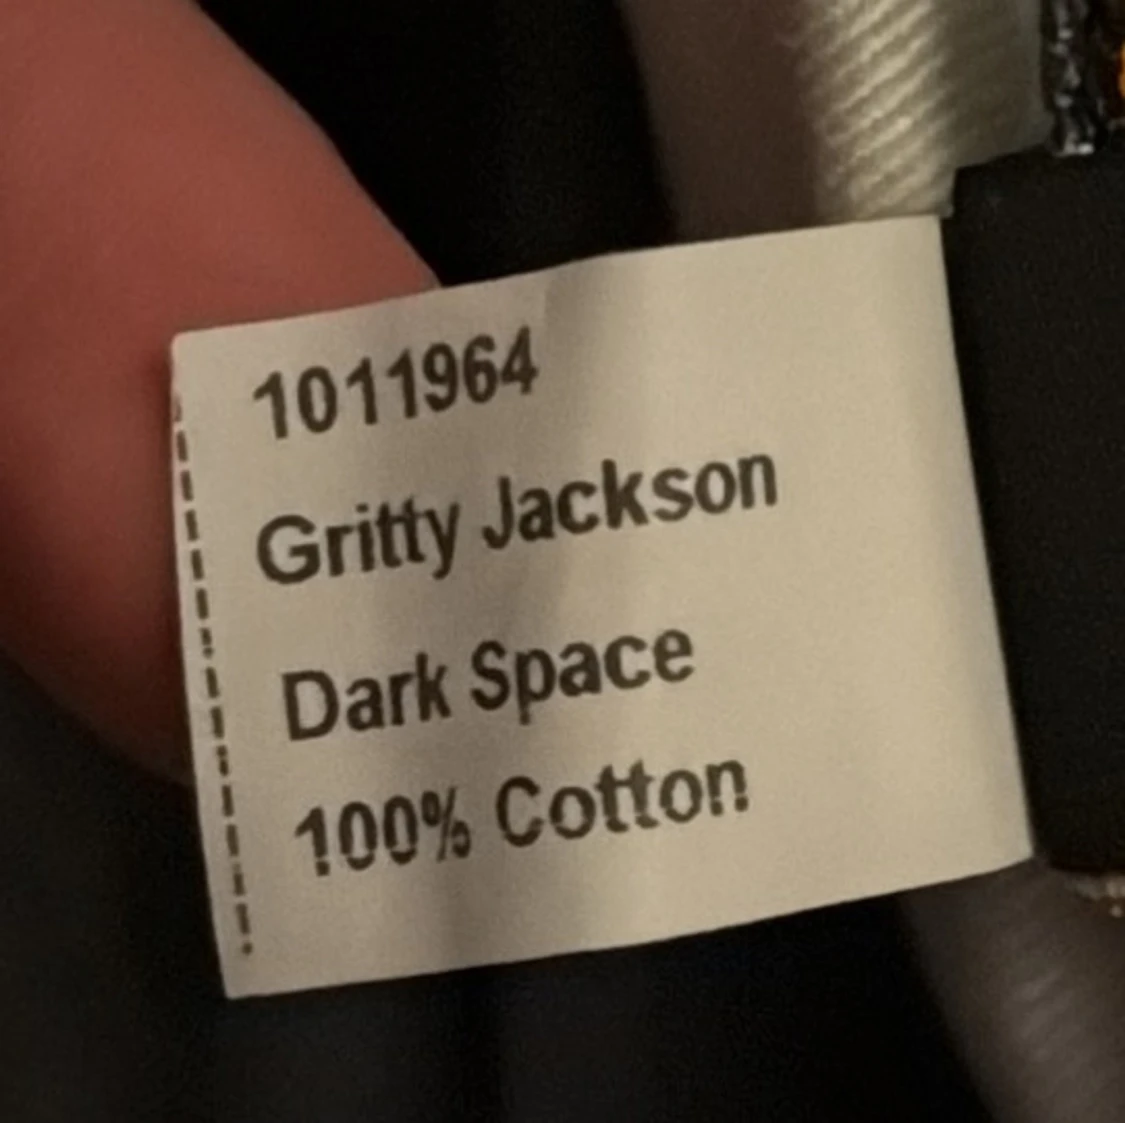 1011964
Gritty Jackson
Dark Space
100% Cotton